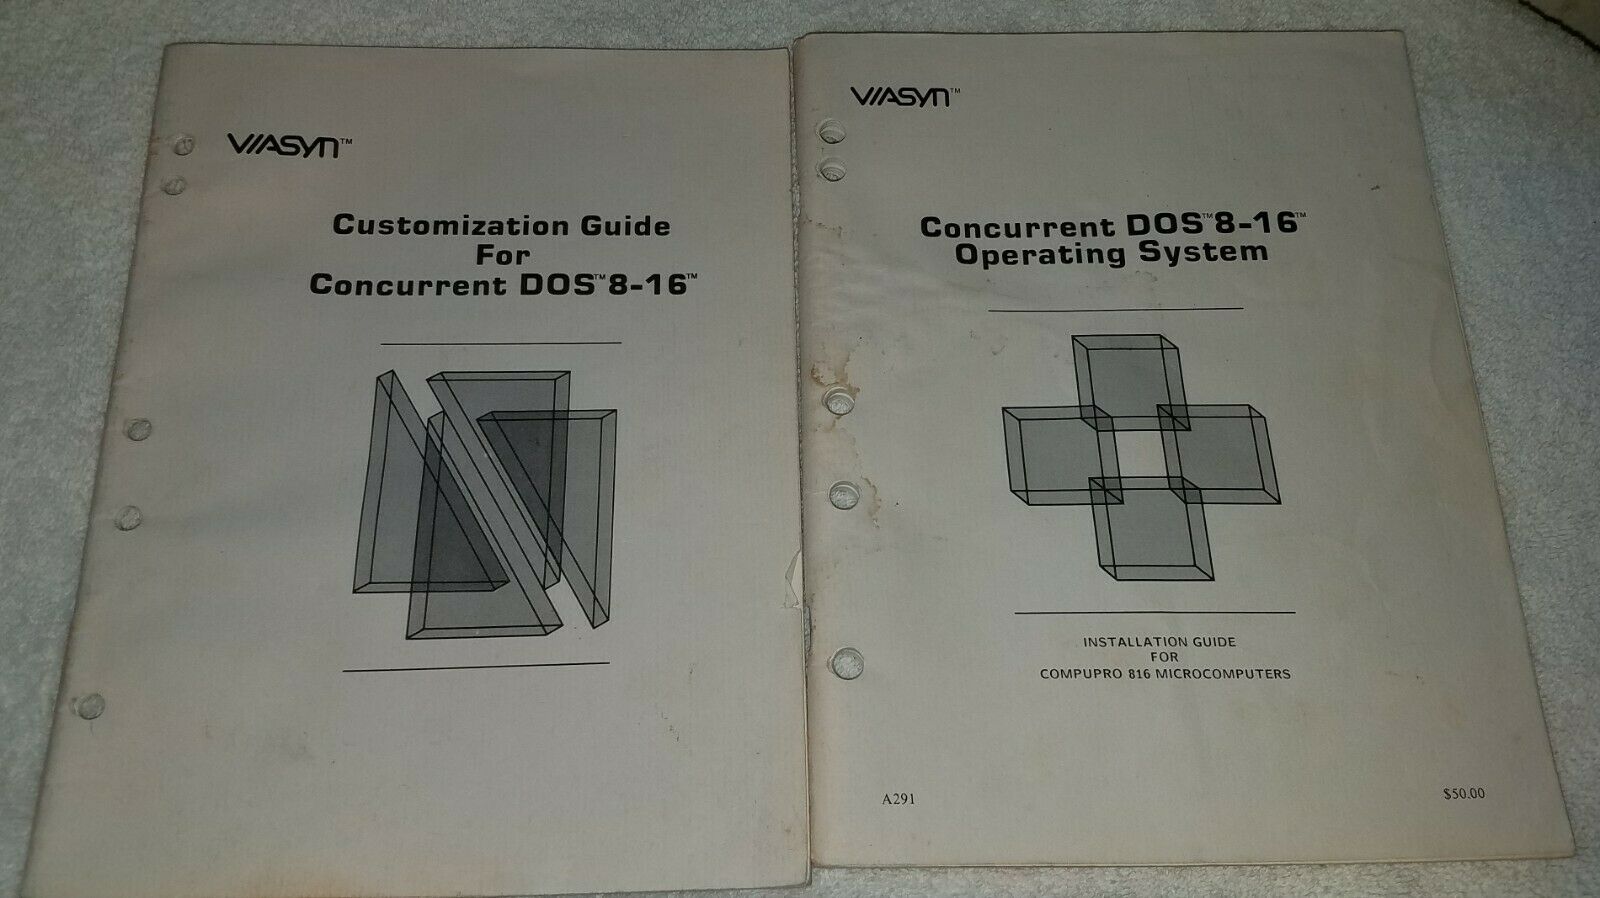 VIASYN™
Customization Guide
For
Concurrent DOS™ 8-16™
VIASYN™
Concurrent DOS™ 8-16™
Operating System
INSTALLATION GUIDE
FOR
COMPUPRO 816 MICROCOMPUTERS
A291
$50.00